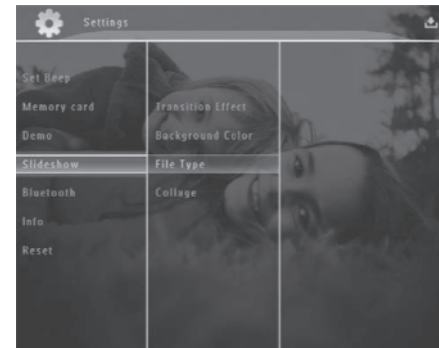 Settings
Set Beep
Memory card
Demo
Slideshow
Bluetooth
Info
Reset
Transition Effect
Background Color
File Type
Collage